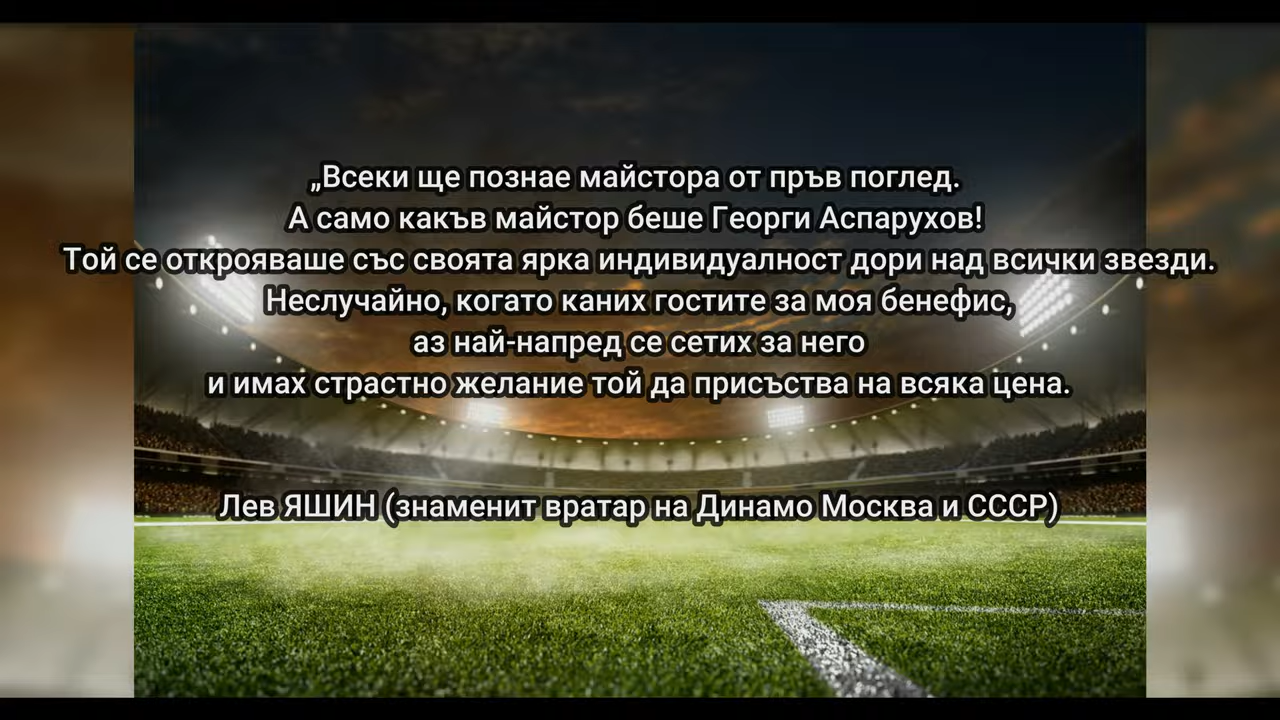 „Всеки ще познае майстора от пръв поглед.
А само какъв майстор беше Георги Аспарухов!
Той се открояваше със своята ярка индивидуалност дори над всички звезди.
Неслучайно, когато каних гостите за моя бенефис,
аз най-напред се сетих за него
и имах страстно желание той да присъства на всяка цена.
Лев ЯШИН (знаменит вратар на Динамо Москва и СССР)